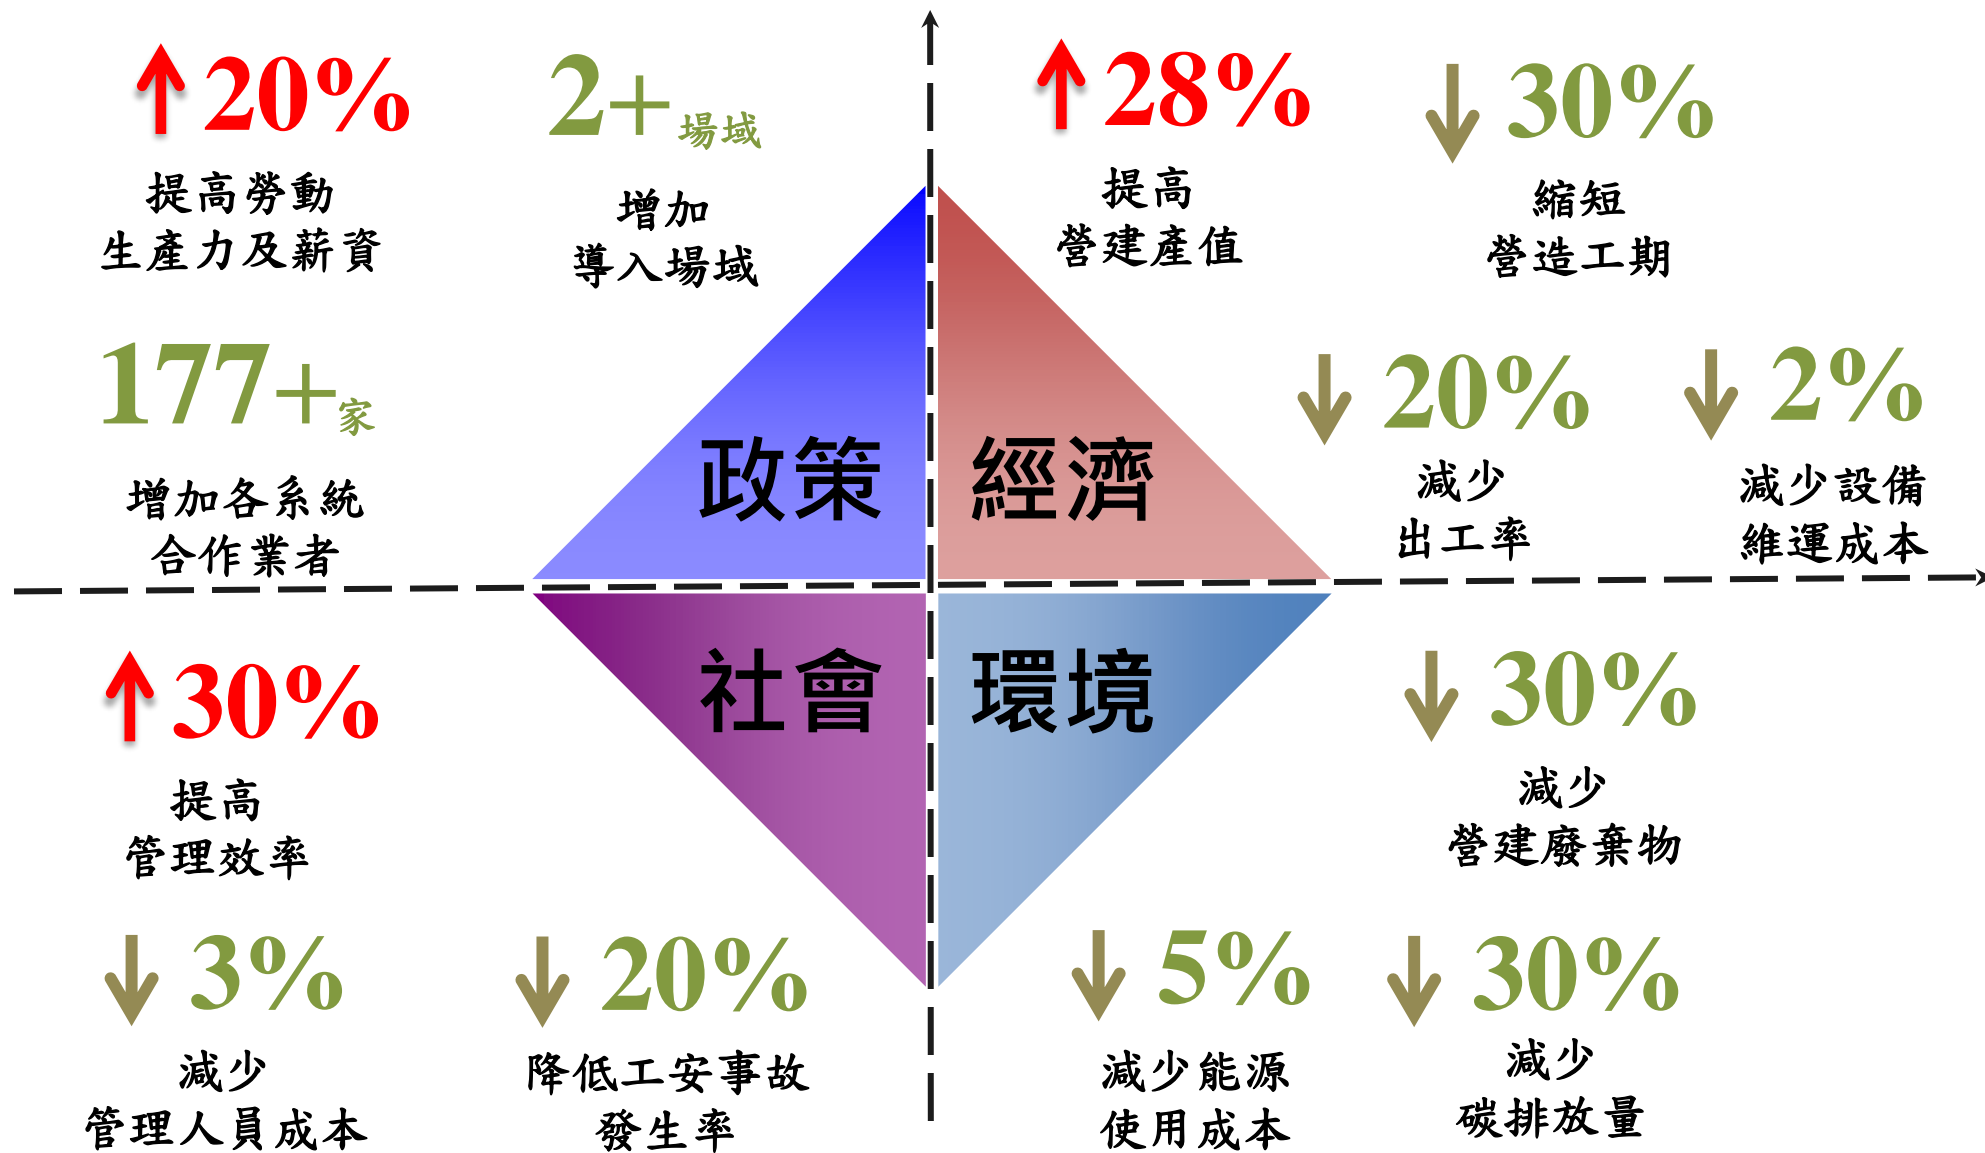 20%
提高勞動
生產力及薪資
2+場域
增加
導入場域
177+家
增加各系統
合作業者
政策
28%
提高
營建產值
30%
縮短
營造工期
20%
減少
出工率
2%
減少設備
維運成本
經濟
社會
30%
提高
管理效率
3%
減少
管理人員成本
20%
降低工安事故
發生率
環境
30%
減少
營建廢棄物
5%
減少能源
使用成本
30%
減少
碳排放量